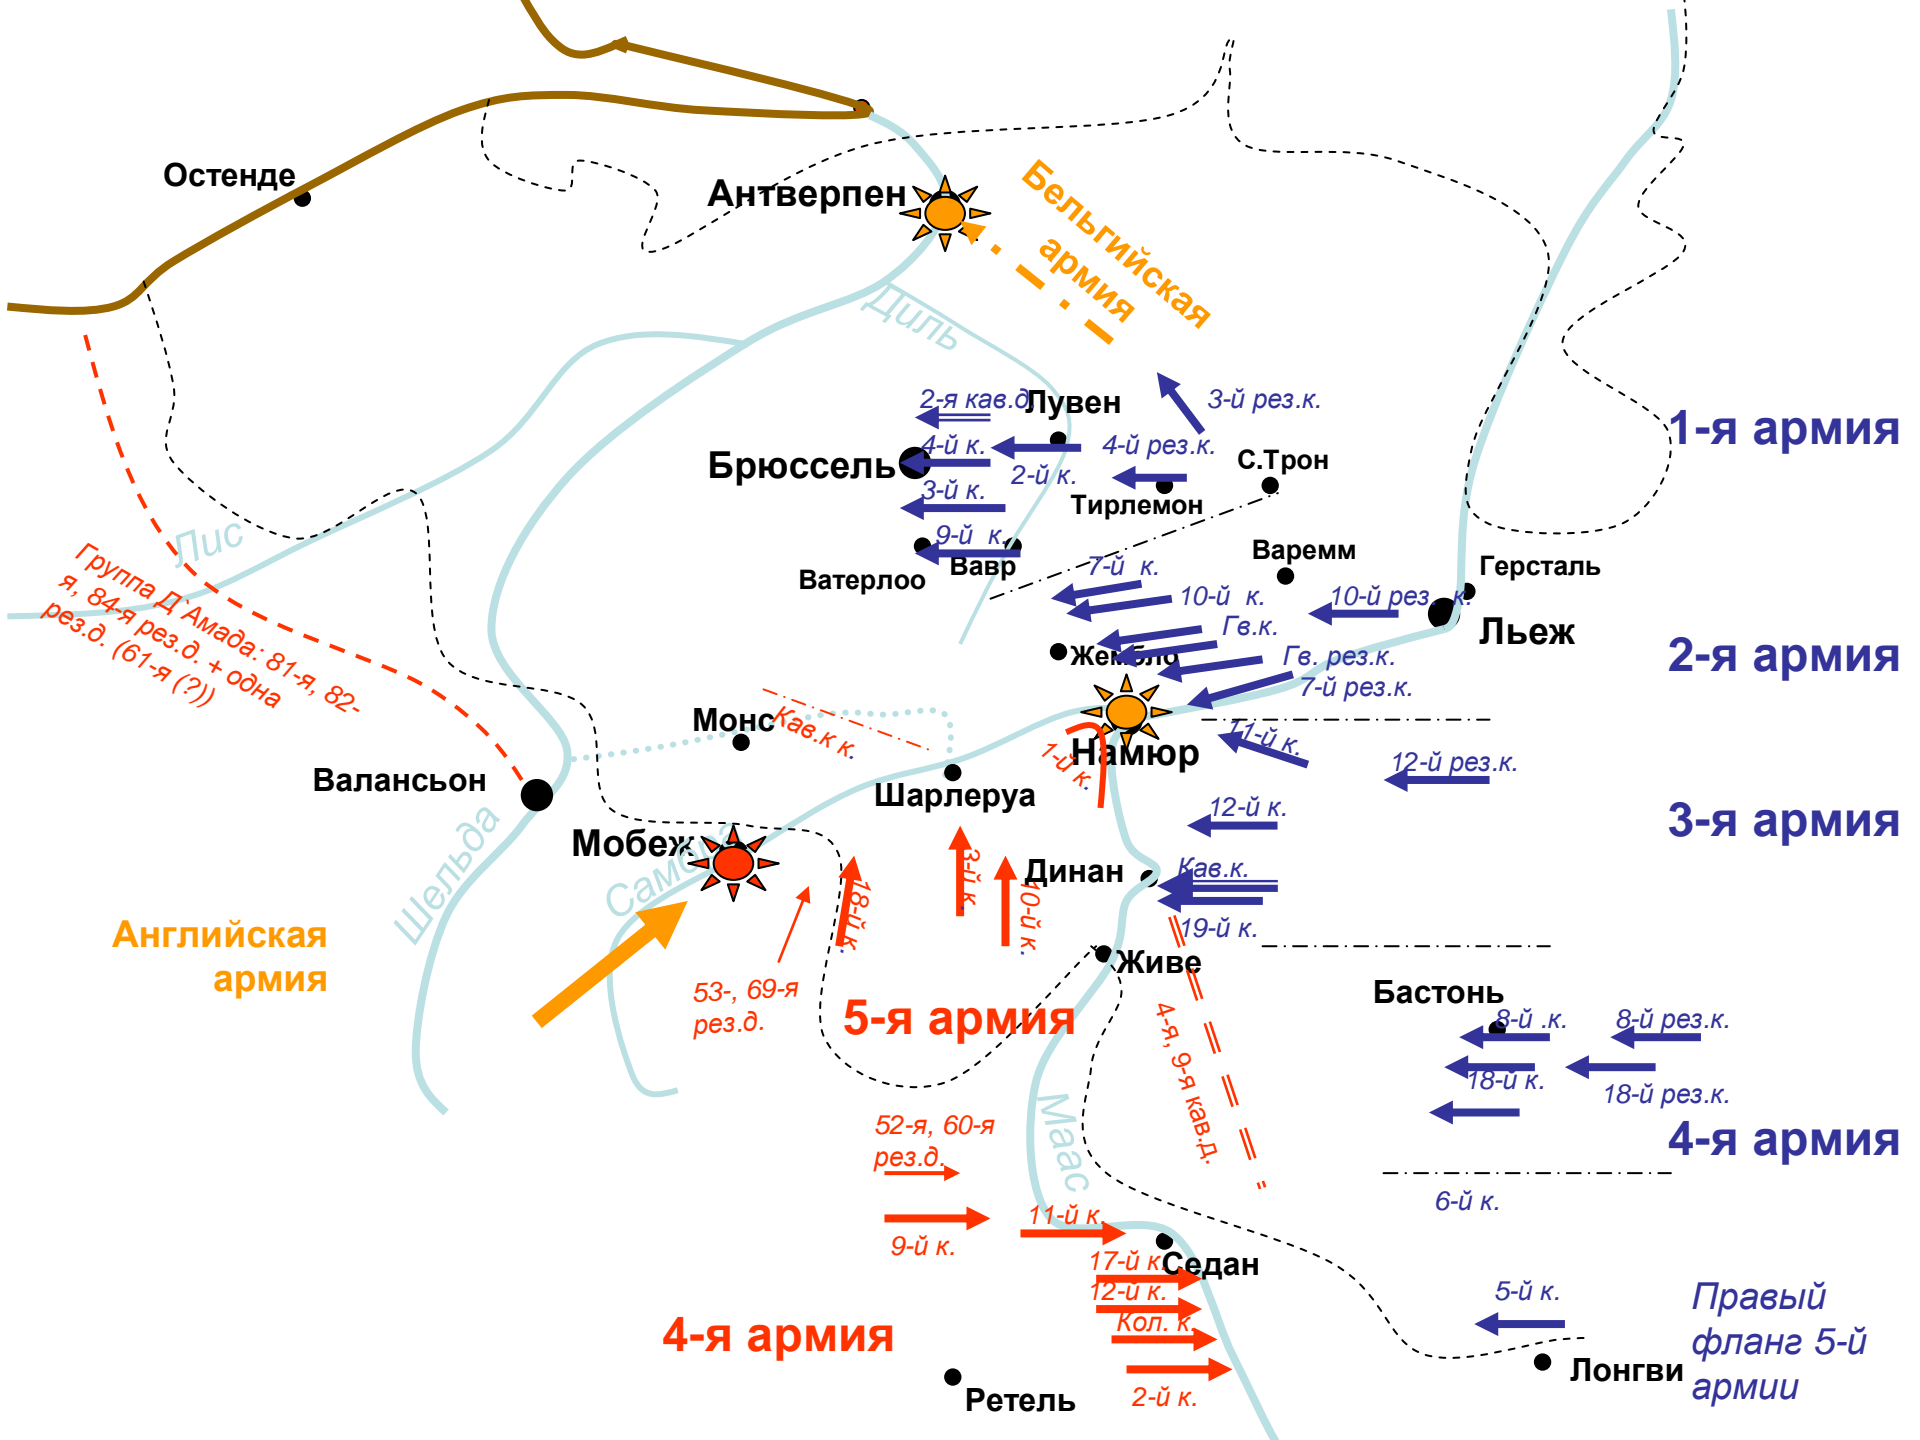 Остенде
Антверпен
Бельгийская
армия
Диль
2-я кав.д.
Лувен
3-й рез.к.
1-я армия
4-й к.
4-й рез.к.
С.Трон
Брюссель
2-й к.
3-й к.
Тирлемон
Лис
9-й к.
Вавр
Ватерлоо
Варемм
7-й к.
Герсталь
10-й к.
10-й рез. к.
Гв.к.
Льеж
Группа Д`Амада: 81-я, 82-
я, 84-я рез.д. + одна
рез.д. (61-я (?))
Жембло
Гв. рез.к.
7-й рез.к.
2-я армия
Монс
Кав.к к.
1-й к.
Намюр
11-й к.
12-й рез.к.
Валансьон
Шарлеруа
12-й к.
3-я армия
Шельда
Мобеж
Самбра
18-й к.
3-й к.
10-й к.
Динан
Кав.к.
19-й к.
Английская
армия
Живе
53-, 69-я
рез.д.
5-я армия
4-я, 9-я кав.д.
Бастонь
8-й .к.
8-й рез.к.
18-й к.
18-й рез.к.
Маас
52-я, 60-я
рез.д.
4-я армия
6-й к.
9-й к.
11-й к.
17-й к.
Седан
12-й к.
Кол. к.
5-й к.
Правый
фланг 5-й
армии
4-я армия
Лонгви
Ретель
2-й к.